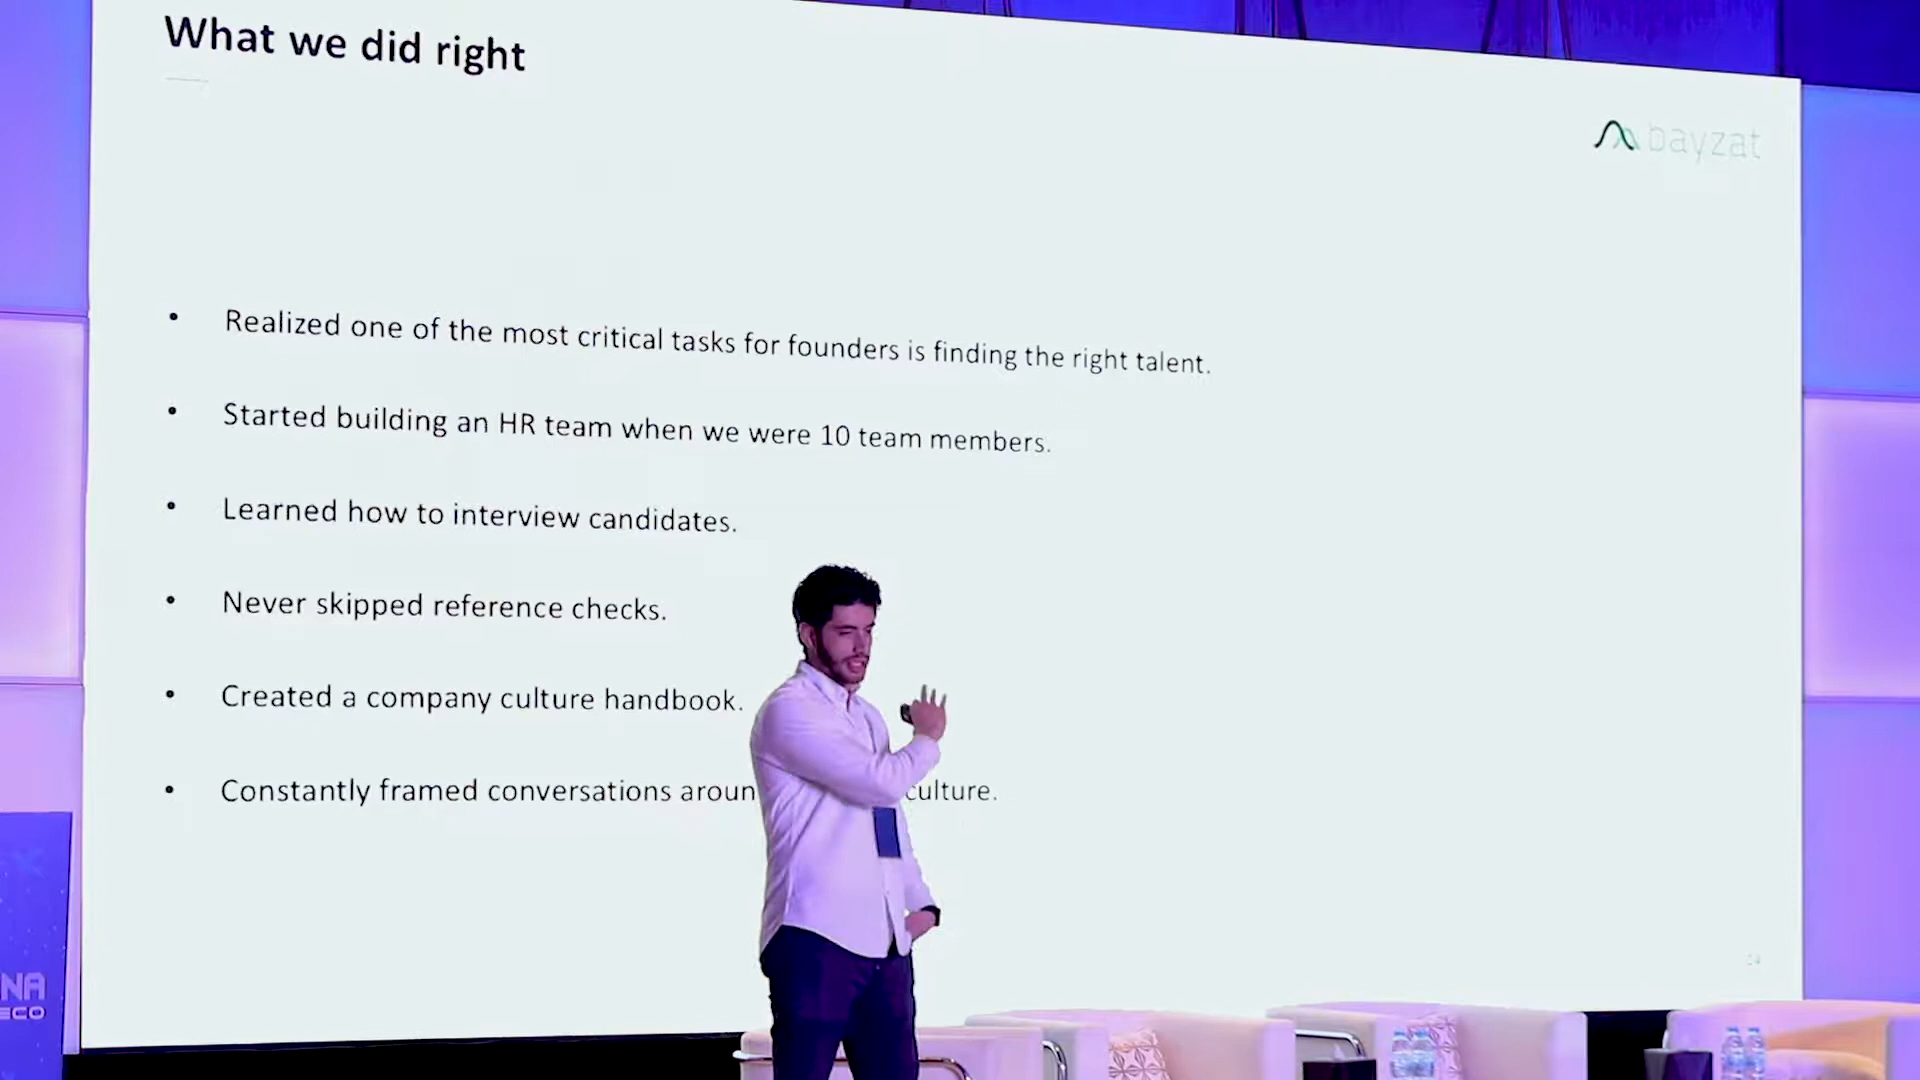 What we did right
bayzat
• Realized one of the most critical tasks for founders is finding the right talent.
• Started building an HR team when we were 10 team members.
• Learned how to interview candidates.
• Never skipped reference checks.
• Created a company culture handbook.
• Constantly framed conversations aroun culture.
24
NA
ECO